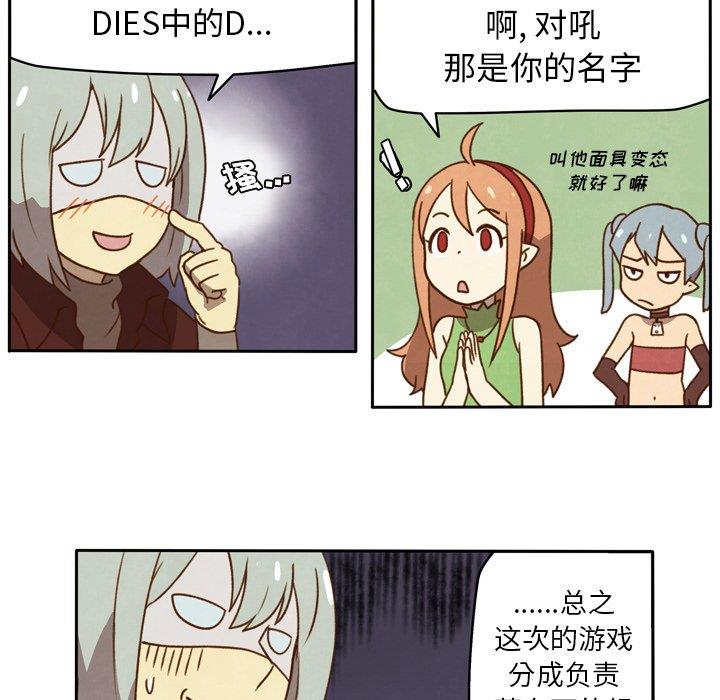 DIES中的D...
搔...
啊, 对吼
那是你的名字
叫他面具变态
就好了嘛
......总之
这次的游戏
分成负责